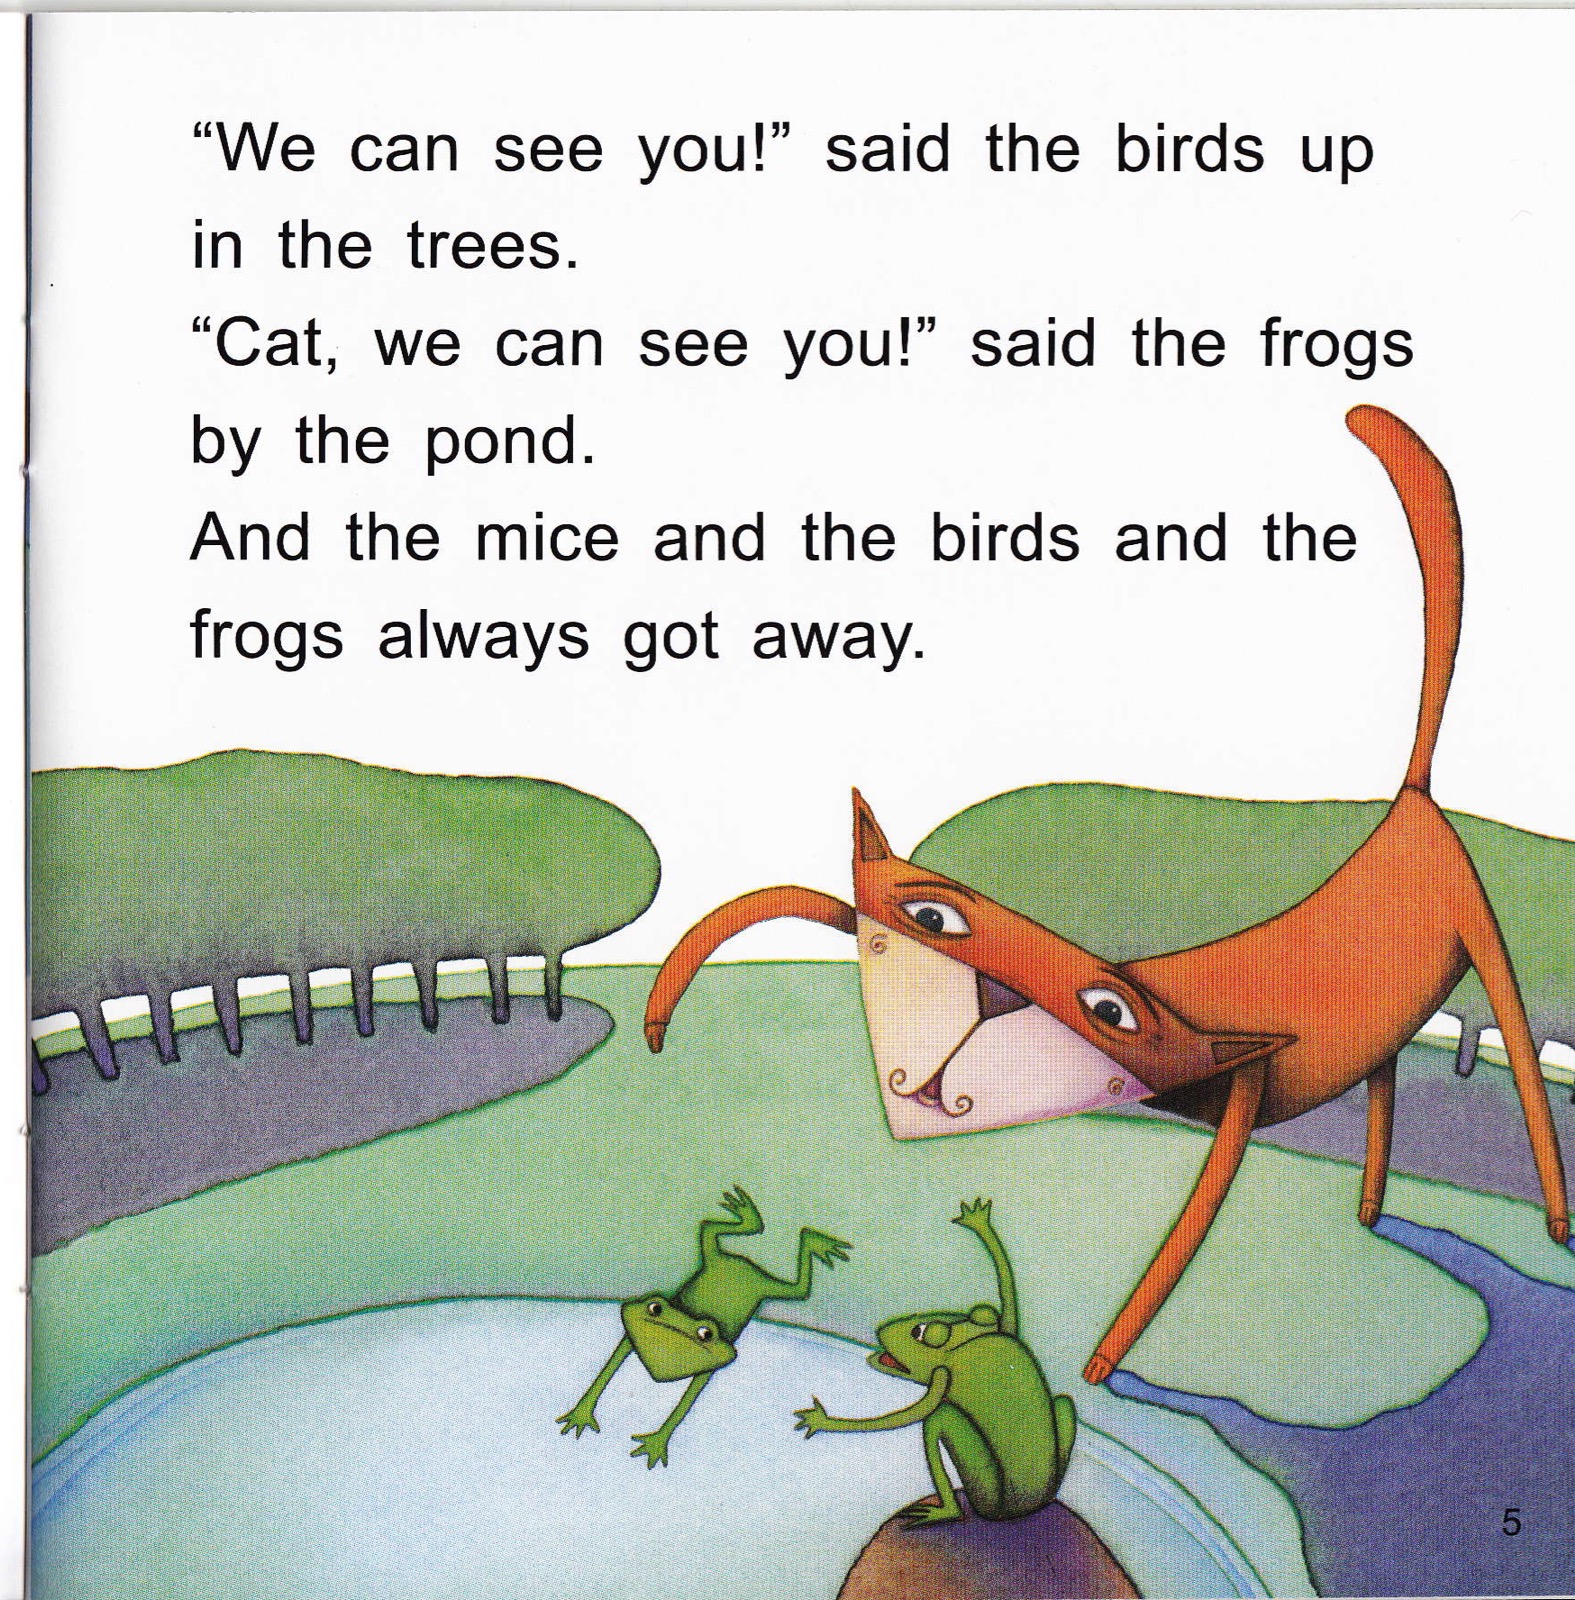 “We can see you!” said the birds up
in the trees.
“Cat, we can see you!” said the frogs
by the pond.
And the mice and the birds and the
frogs always got away.
5